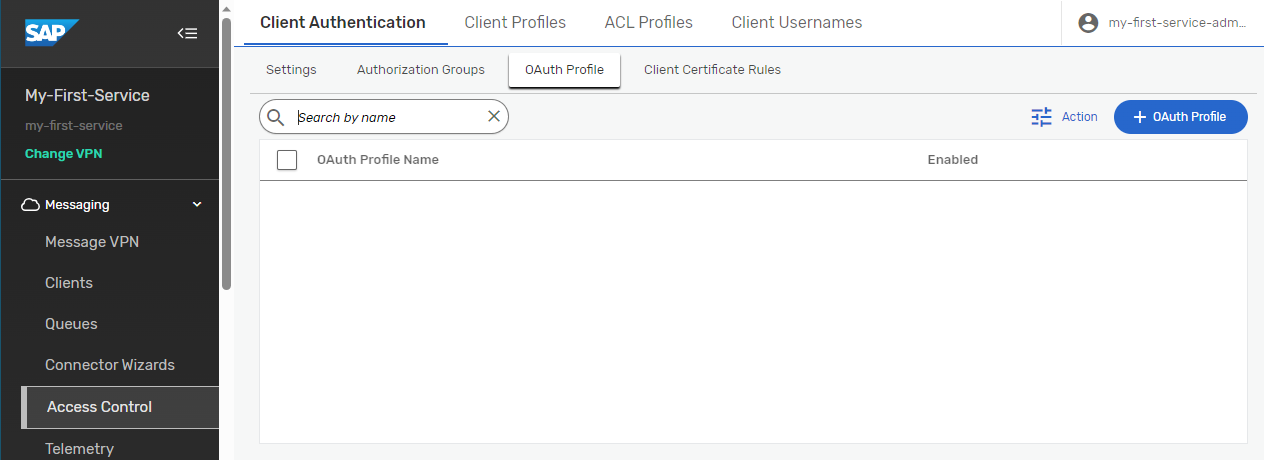 SAP
My-First-Service
my-first-service
Change VPN
Messaging
Message VPN
Clients
Queues
Connector Wizards
Access Control
Telemetry
Client Authentication Client Profiles ACL Profiles Client Usernames
my-first-service-adm...
Settings Authorization Groups OAuth Profile Client Certificate Rules
Search by name
Action
+ OAuth Profile
OAuth Profile Name Enabled